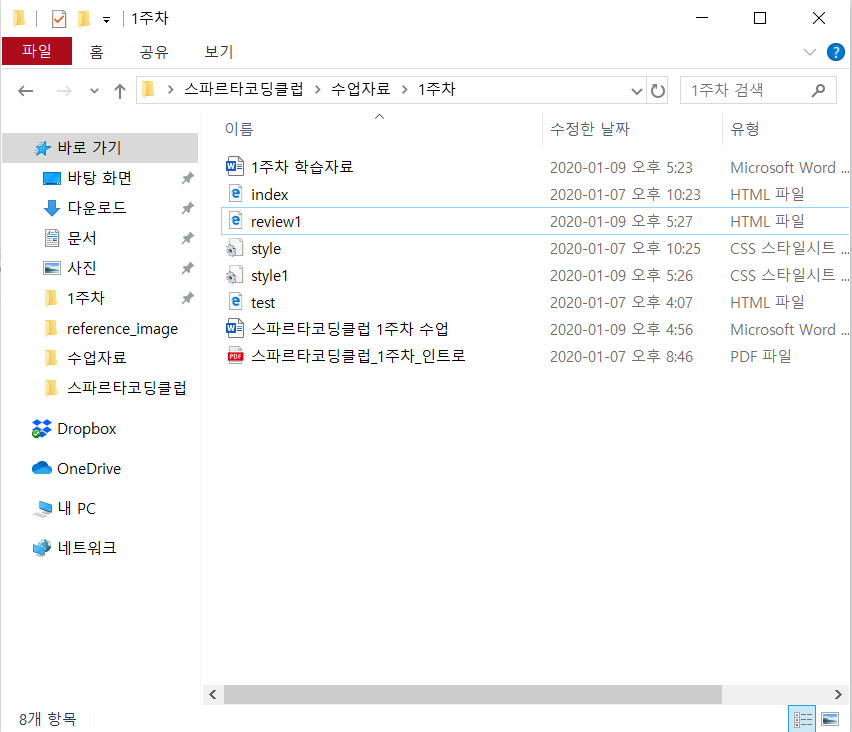 1주차
파일 홈 공유 보기
스파르타코딩클럽 수업자료 1주차 1주차 검색
이름 수정한 날짜 유형
바로 가기
바탕 화면
다운로드
문서
사진
1주차
reference_image
수업자료
스파르타코딩클럽
Dropbox
OneDrive
내 PC
네트워크
1주차 학습자료 2020-01-09 오후 5:23 Microsoft Word ...
index 2020-01-07 오후 10:23 HTML 파일
review1 2020-01-09 오후 5:27 HTML 파일
style 2020-01-07 오후 10:25 CSS 스타일시트 ...
style1 2020-01-09 오후 5:26 CSS 스타일시트 ...
test 2020-01-07 오후 4:07 HTML 파일
스파르타코딩클럽 1주차 수업 2020-01-09 오후 4:56 Microsoft Word ...
스파르타코딩클럽_1주차_인트로 2020-01-07 오후 8:46 PDF 파일
8개 항목